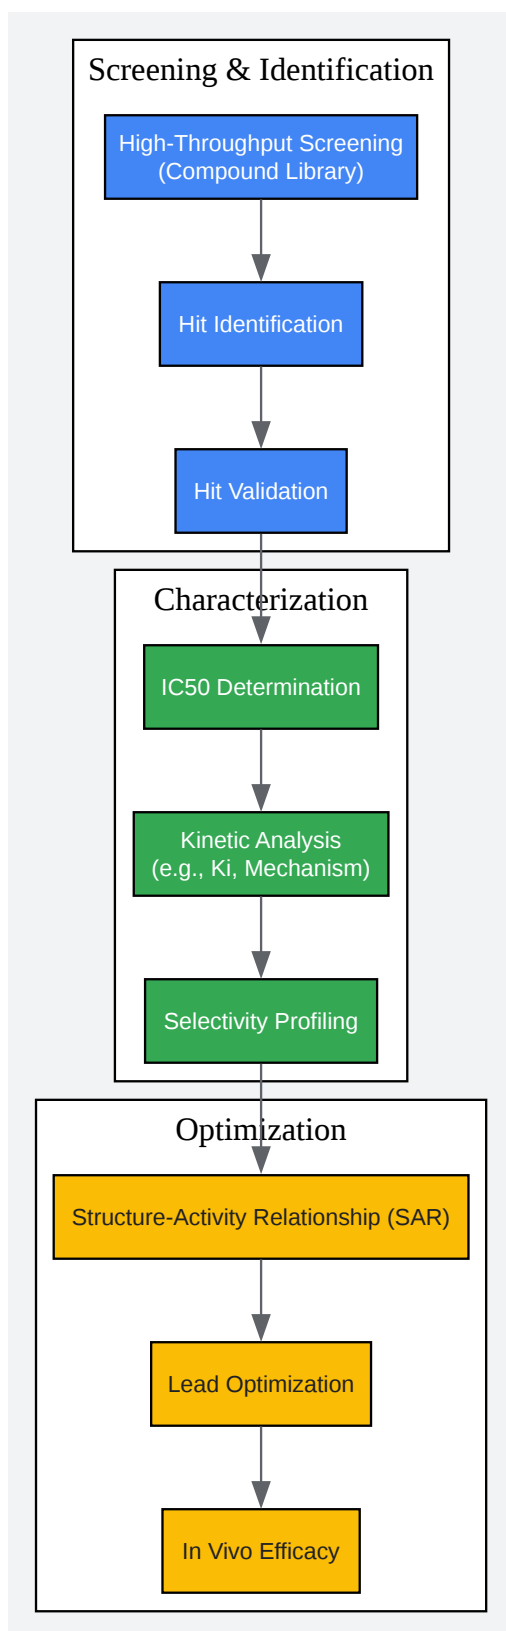 Screening & Identification
High-Throughput Screening
(Compound Library)
Hit Identification
Hit Validation
Characterization
IC50 Determination
Kinetic Analysis
(e.g., Ki, Mechanism)
Selectivity Profiling
Optimization
Structure-Activity Relationship (SAR)
Lead Optimization
In Vivo Efficacy